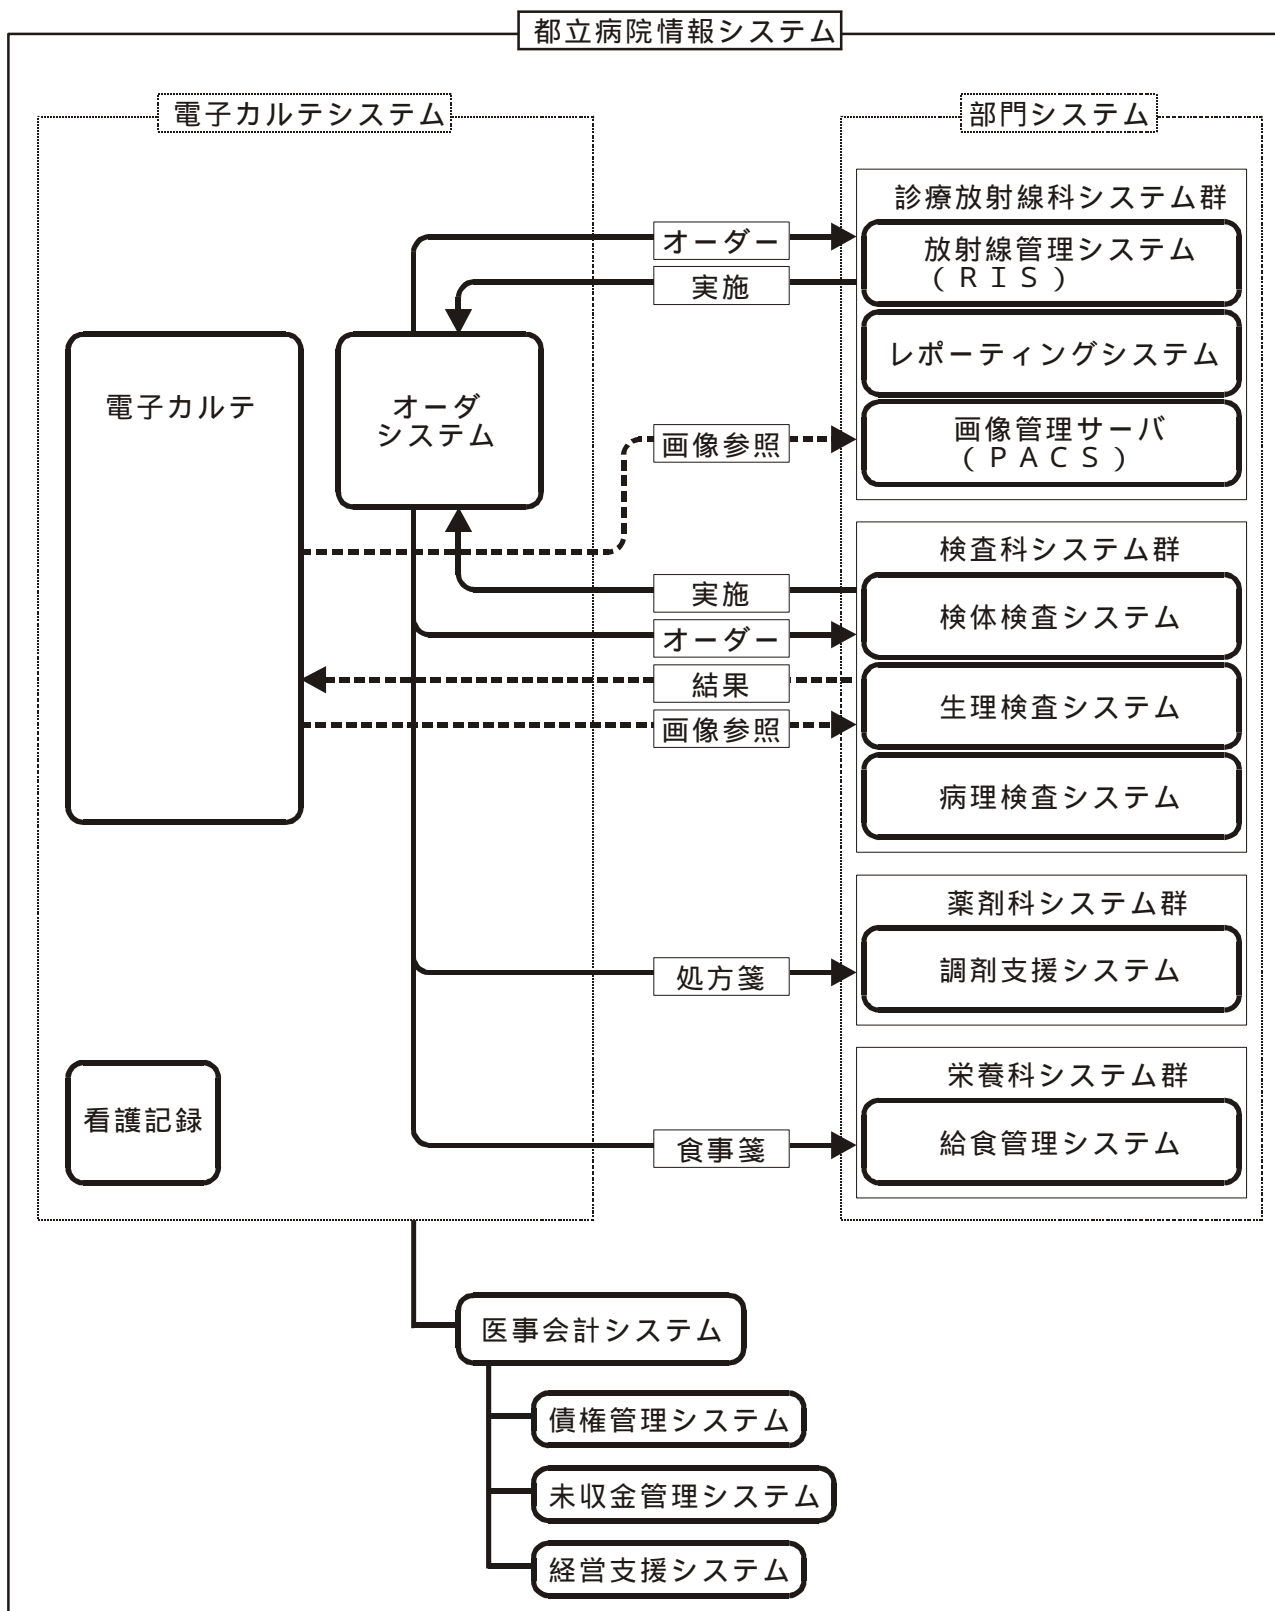 都立病院情報システム
電子カルテシステム
部門システム
診療放射線科システム群
オーダー
放射線管理システム
（ＲＩＳ）
実施
レポーティングシステム
電子カルテ
オーダ
システム
画像参照
画像管理サーバ
（ＰＡＣＳ）
検査科システム群
実施
検体検査システム
オーダー
結果
生理検査システム
画像参照
病理検査システム
薬剤科システム群
処方箋
調剤支援システム
栄養科システム群
看護記録
食事箋
給食管理システム
医事会計システム
債権管理システム
未収金管理システム
経営支援システム